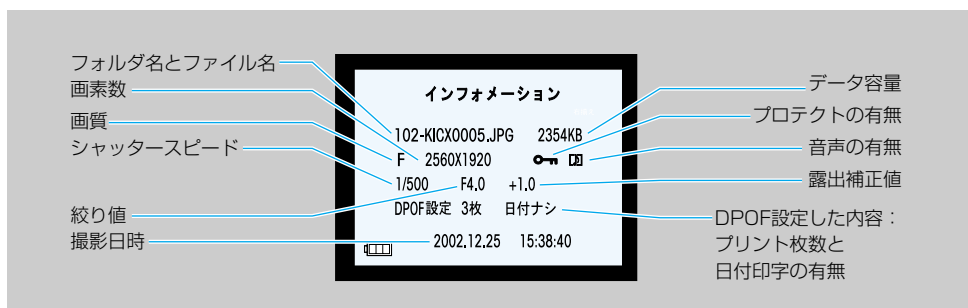 フォルダ名とファイル名
画素数
画質
シャッタースピード
絞り値
撮影日時
インフォメーション
102-KICX0005.JPG 2354KB
F 2560X1920
1/500 F4.0 +1.0
DPOF設定 3枚 日付ナシ
2002.12.25 15:38:40
データ容量
プロテクトの有無
音声の有無
露出補正値
DPOF設定した内容：
プリント枚数と
日付印字の有無